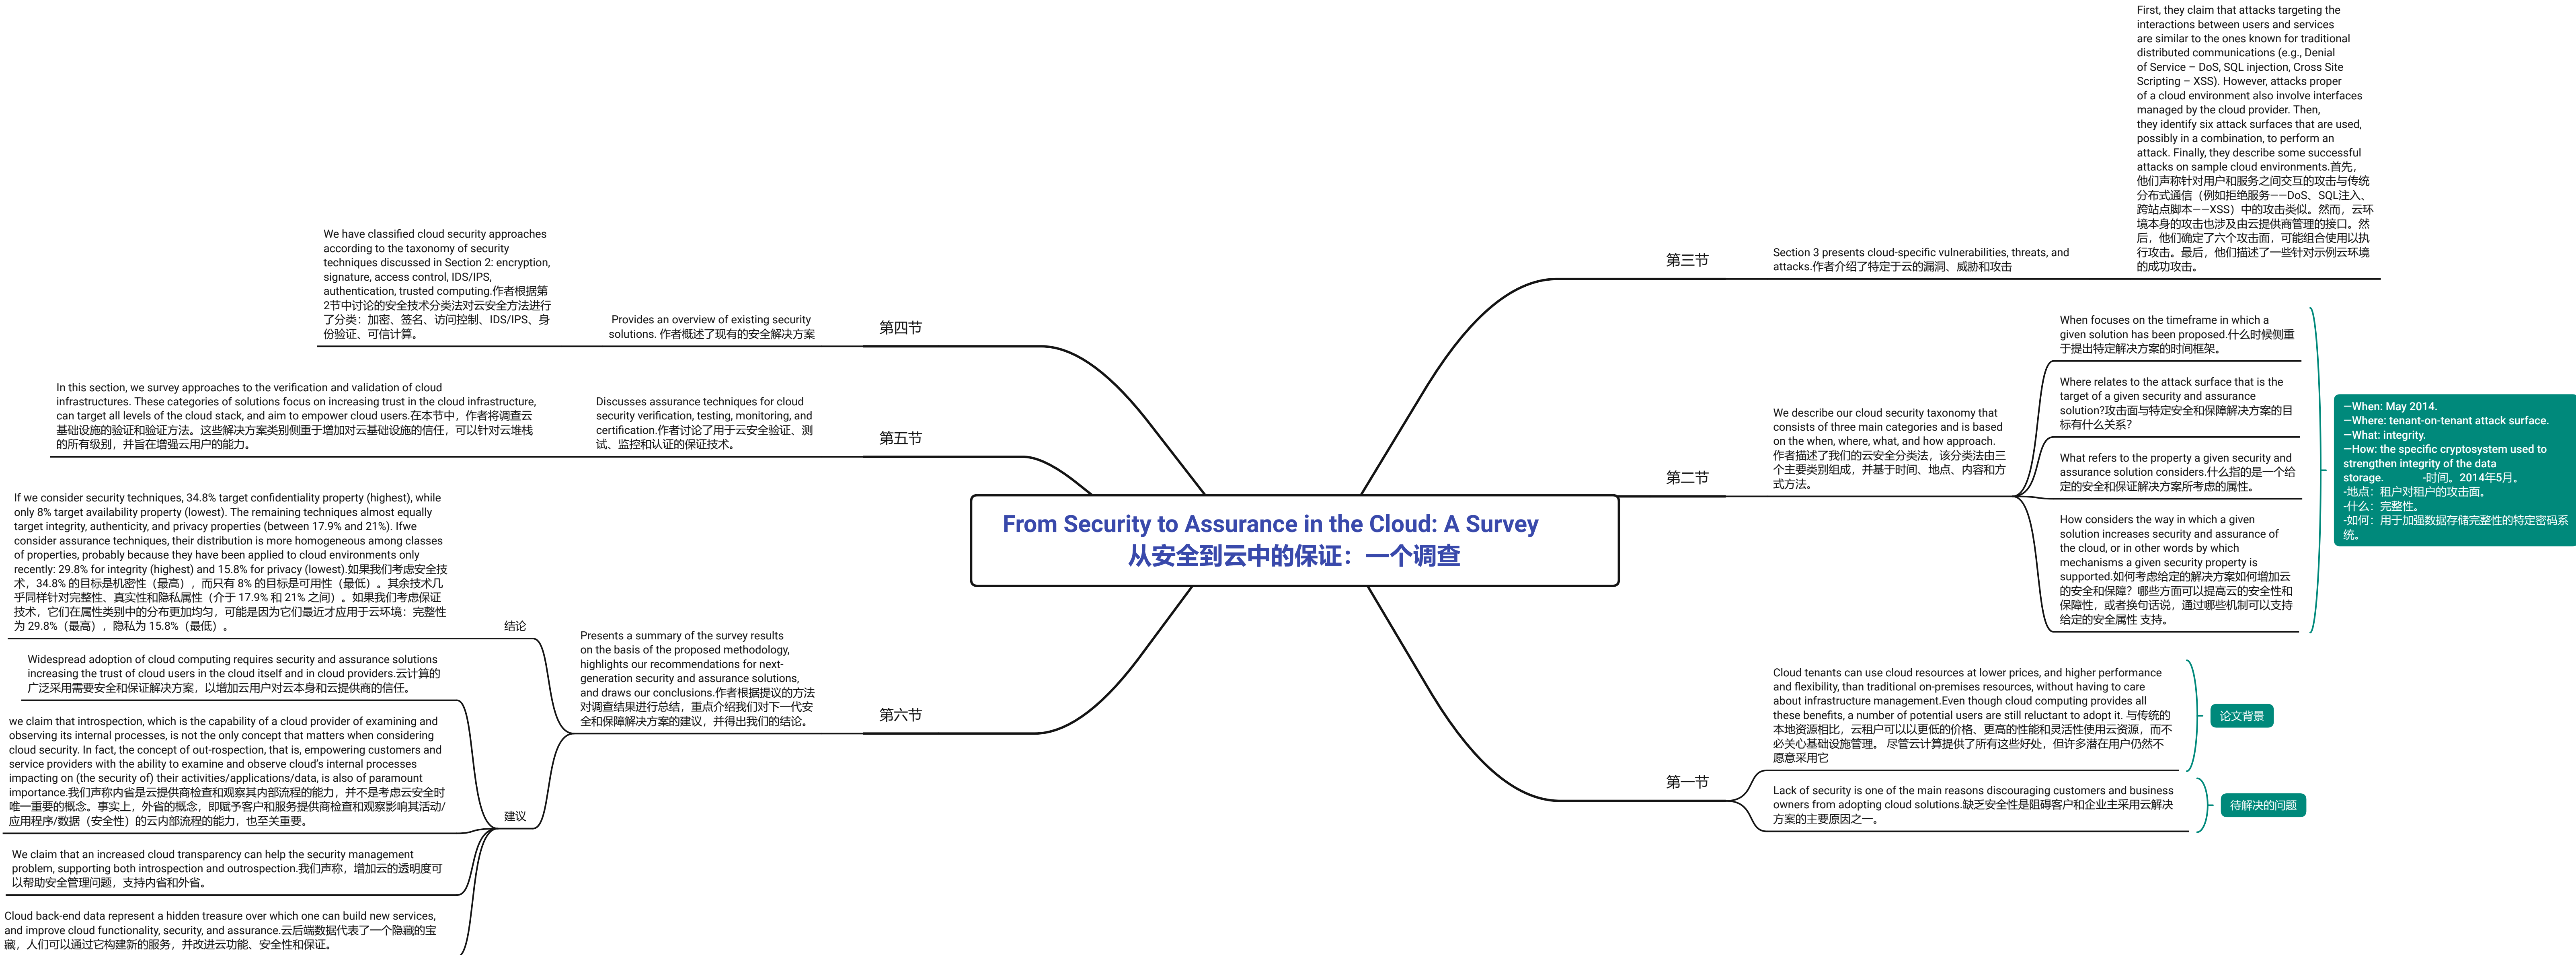 From Security to Assurance in the Cloud: A Survey
从安全到云中的保证：一个调查
第三节
Section 3 presents cloud-specific vulnerabilities, threats, and
attacks.作者介绍了特定于云的漏洞、威胁和攻击
First, they claim that attacks targeting the
interactions between users and services
are similar to the ones known for traditional
distributed communications (e.g., Denial
of Service – DoS, SQL injection, Cross Site
Scripting – XSS). However, attacks proper
of a cloud environment also involve interfaces
managed by the cloud provider. Then,
they identify six attack surfaces that are used,
possibly in a combination, to perform an
attack. Finally, they describe some successful
attacks on sample cloud environments.首先，
他们声称针对用户和服务之间交互的攻击与传统
分布式通信（例如拒绝服务——DoS、SQL注入、
跨站点脚本——XSS）中的攻击类似。然而，云环
境本身的攻击也涉及由云提供商管理的接口。然
后，他们确定了六个攻击面，可能组合使用以执
行攻击。最后，他们描述了一些针对示例云环境
的成功攻击。
第二节
We describe our cloud security taxonomy that
consists of three main categories and is based
on the when, where, what, and how approach.
作者描述了我们的云安全分类法，该分类法由三
个主要类别组成，并基于时间、地点、内容和方
式方法。
When focuses on the timeframe in which a
given solution has been proposed.什么时候侧重
于提出特定解决方案的时间框架。
Where relates to the attack surface that is the
target of a given security and assurance
solution?攻击面与特定安全和保障解决方案的目
标有什么关系？
What refers to the property a given security and
assurance solution considers.什么指的是一个给
定的安全和保证解决方案所考虑的属性。
How considers the way in which a given
solution increases security and assurance of
the cloud, or in other words by which
mechanisms a given security property is
supported.如何考虑给定的解决方案如何增加云
的安全和保障？哪些方面可以提高云的安全性和
保障性，或者换句话说，通过哪些机制可以支持
给定的安全属性 支持。
—When: May 2014.
—Where: tenant-on-tenant attack surface.
—What: integrity.
—How: the specific cryptosystem used to
strengthen integrity of the data
storage. -时间。2014年5月。
-地点：租户对租户的攻击面。
-什么：完整性。
-如何：用于加强数据存储完整性的特定密码系
统。
第一节
Cloud tenants can use cloud resources at lower prices, and higher performance
and flexibility, than traditional on-premises resources, without having to care
about infrastructure management.Even though cloud computing provides all
these benefits, a number of potential users are still reluctant to adopt it. 与传统的
本地资源相比，云租户可以以更低的价格、更高的性能和灵活性使用云资源，而不
必关心基础设施管理。 尽管云计算提供了所有这些好处，但许多潜在用户仍然不
愿意采用它
论文背景
Lack of security is one of the main reasons discouraging customers and business
owners from adopting cloud solutions.缺乏安全性是阻碍客户和企业主采用云解决
方案的主要原因之一。
待解决的问题
第四节
Provides an overview of existing security
solutions. 作者概述了现有的安全解决方案
We have classified cloud security approaches
according to the taxonomy of security
techniques discussed in Section 2: encryption,
signature, access control, IDS/IPS,
authentication, trusted computing.作者根据第
2节中讨论的安全技术分类法对云安全方法进行
了分类：加密、签名、访问控制、IDS/IPS、身
份验证、可信计算。
第五节
Discusses assurance techniques for cloud
security verification, testing, monitoring, and
certification.作者讨论了用于云安全验证、测
试、监控和认证的保证技术。
In this section, we survey approaches to the verification and validation of cloud
infrastructures. These categories of solutions focus on increasing trust in the cloud infrastructure,
can target all levels of the cloud stack, and aim to empower cloud users.在本节中，作者将调查云
基础设施的验证和验证方法。这些解决方案类别侧重于增加对云基础设施的信任，可以针对云堆栈
的所有级别，并旨在增强云用户的能力。
第六节
Presents a summary of the survey results
on the basis of the proposed methodology,
highlights our recommendations for next-
generation security and assurance solutions,
and draws our conclusions.作者根据提议的方法
对调查结果进行总结，重点介绍我们对下一代安
全和保障解决方案的建议，并得出我们的结论。
结论
If we consider security techniques, 34.8% target confidentiality property (highest), while
only 8% target availability property (lowest). The remaining techniques almost equally
target integrity, authenticity, and privacy properties (between 17.9% and 21%). Ifwe
consider assurance techniques, their distribution is more homogeneous among classes
of properties, probably because they have been applied to cloud environments only
recently: 29.8% for integrity (highest) and 15.8% for privacy (lowest).如果我们考虑安全技
术，34.8% 的目标是机密性（最高），而只有 8% 的目标是可用性（最低）。其余技术几
乎同样针对完整性、真实性和隐私属性（介于 17.9% 和 21% 之间）。如果我们考虑保证
技术，它们在属性类别中的分布更加均匀，可能是因为它们最近才应用于云环境：完整性
为 29.8%（最高），隐私为 15.8%（最低）。
建议
Widespread adoption of cloud computing requires security and assurance solutions
increasing the trust of cloud users in the cloud itself and in cloud providers.云计算的
广泛采用需要安全和保证解决方案，以增加云用户对云本身和云提供商的信任。
we claim that introspection, which is the capability of a cloud provider of examining and
observing its internal processes, is not the only concept that matters when considering
cloud security. In fact, the concept of out-rospection, that is, empowering customers and
service providers with the ability to examine and observe cloud's internal processes
impacting on (the security of) their activities/applications/data, is also of paramount
importance.我们声称内省是云提供商检查和观察其内部流程的能力，并不是考虑云安全时
唯一重要的概念。事实上，外省的概念，即赋予客户和服务提供商检查和观察影响其活动/
应用程序/数据（安全性）的云内部流程的能力，也至关重要。
We claim that an increased cloud transparency can help the security management
problem, supporting both introspection and outrospection.我们声称，增加云的透明度可
以帮助安全管理问题，支持内省和外省。
Cloud back-end data represent a hidden treasure over which one can build new services,
and improve cloud functionality, security, and assurance.云后端数据代表了一个隐藏的宝
藏，人们可以通过它构建新的服务，并改进云功能、安全性和保证。